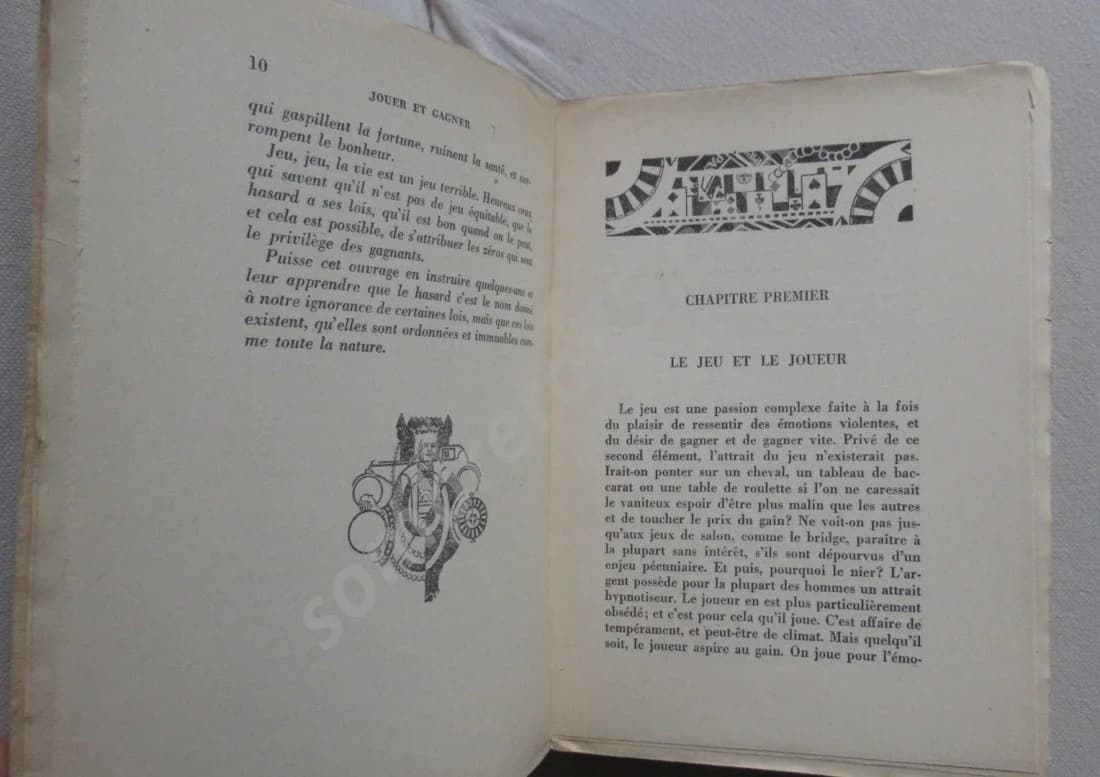 10
JOUER ET GAGNER
qui gaspillent la fortune, ruinent la santé, et cor-
rompent le bonheur.
Jeu, jeu, la vie est un jeu terrible. Heureux ceux
qui savent qu'il n'est pas de jeu équitable, que le
hasard a ses lois, qu'il est bon quand on le peut,
et cela est possible, de s'attribuer les zéros qui sont
le privilège des gagnants.
Puisse cet ouvrage en instruire quelques-uns et
leur apprendre que le hasard c'est le nom donné
à notre ignorance de certaines lois, mais que ces lois
existent, qu'elles sont ordonnées et immuables com-
me toute la nature.
CHAPITRE PREMIER
LE JEU ET LE JOUEUR
Le jeu est une passion complexe faite à la fois
du plaisir de ressentir des émotions violentes, et
du désir de gagner et de gagner vite. Privé de ce
second élément, l'attrait du jeu n'existerait pas.
Irait-on ponter sur un cheval, un tableau de bac-
carat ou une table de roulette si l'on ne caressait
le vaniteux espoir d'être plus malin que les autres
et de toucher le prix du gain? Ne voit-on pas jus-
qu'aux jeux de salon, comme le bridge, paraître à
la plupart sans intérêt, s'ils sont dépourvus d'un
enjeu pécuniaire. Et puis, pourquoi le nier? L'ar-
gent possède pour la plupart des hommes un attrait
hypnotiseur. Le joueur en est plus particulièrement
obsédé; et c'est pour cela qu'il joue. C'est affaire de
tempérament, et peut-être de climat. Mais quelqu'il
soit, le joueur aspire au gain. On joue pour l'émo-